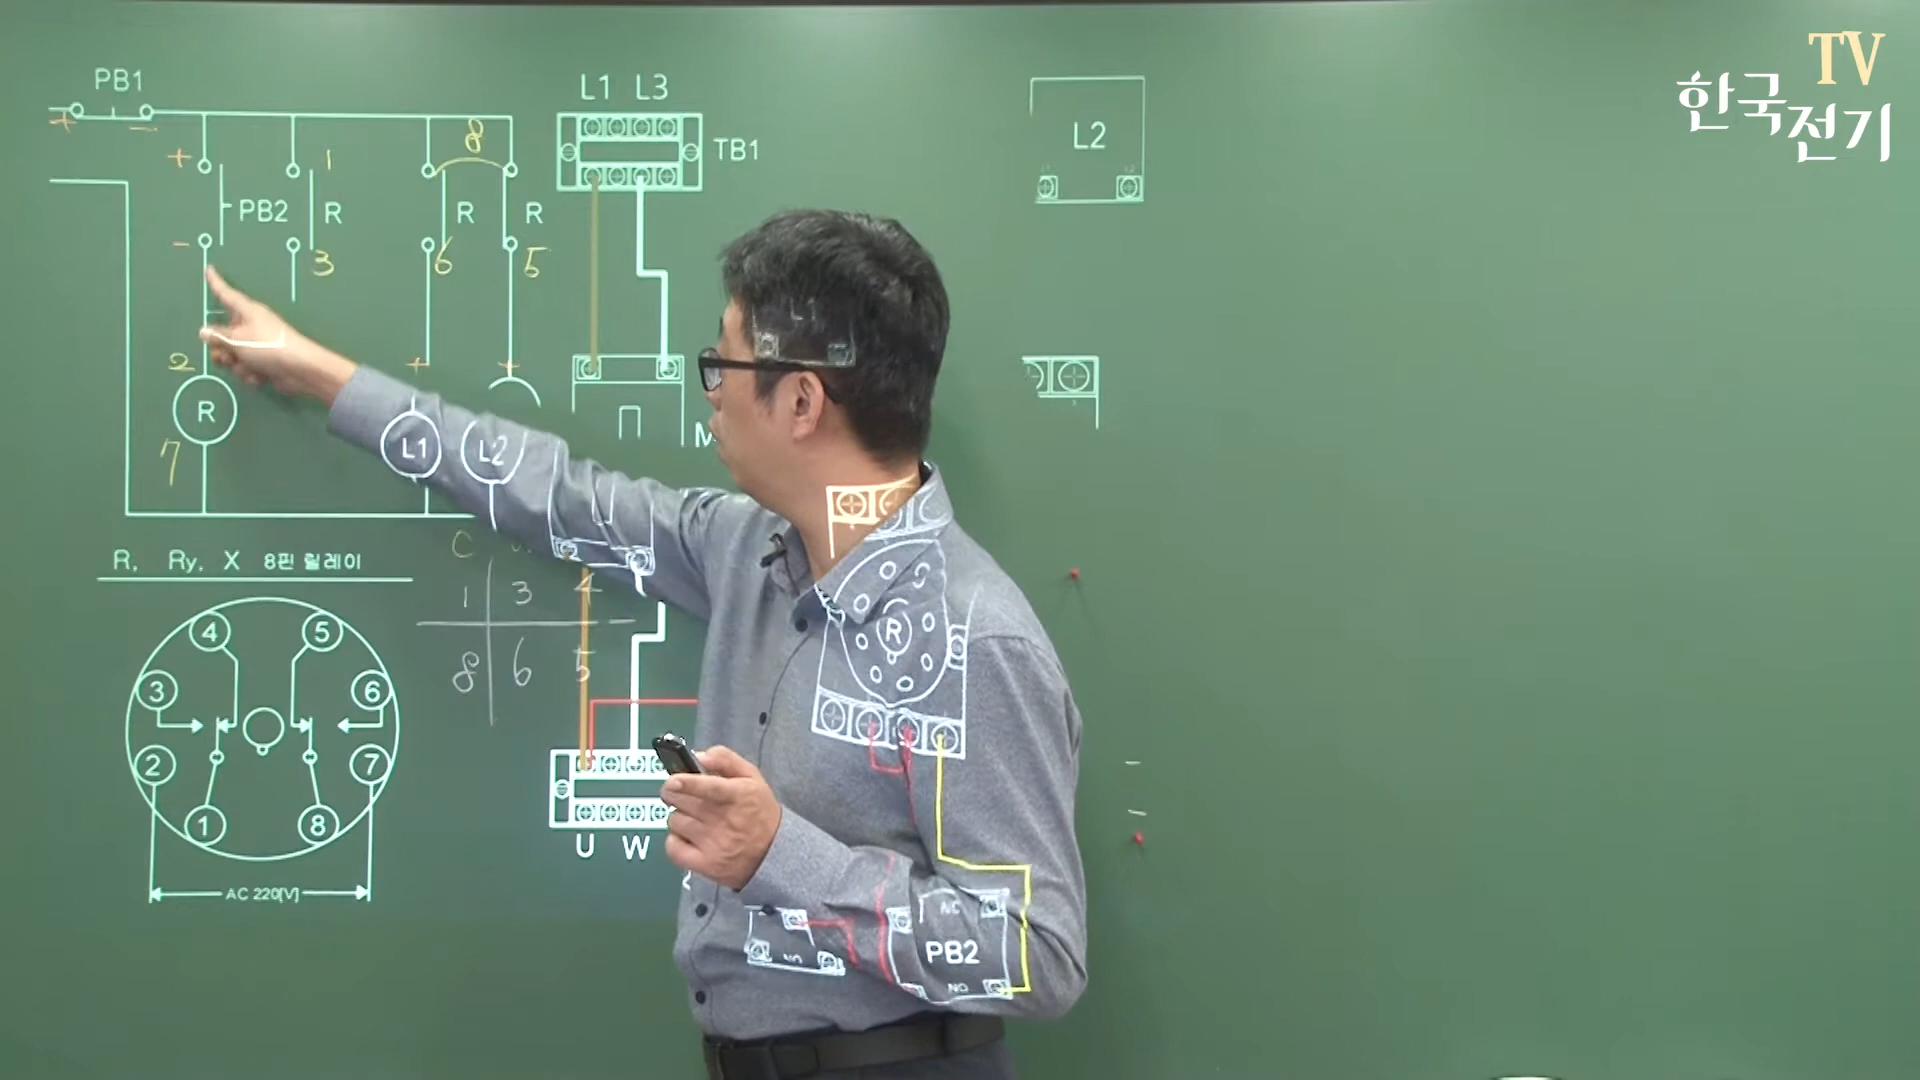 TV
한국전기
PB1
+ -
+ 1 8
PB2 R R R
- 3 6 5
2 + +
R L1 L2
7
L1 L3
TB1
L2
M
R, Ry, X 8핀 릴레이
4 5
3 6
2 7
1 8
AC 220[V]
C
1 3 4
8 6 5
U W
R
N/C
PB2
NO
NO